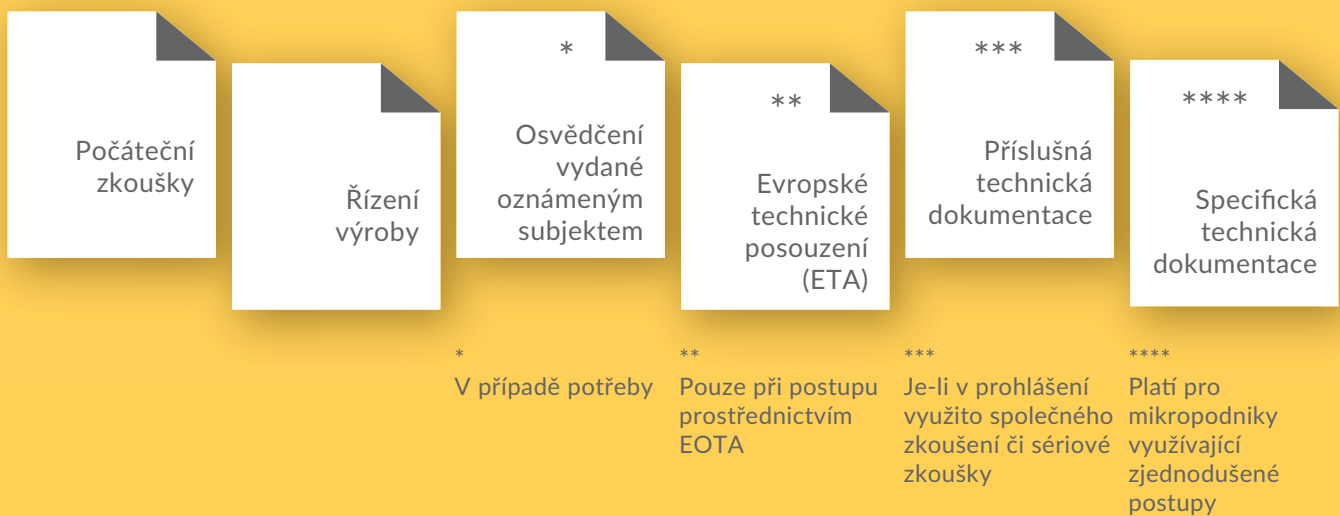 Počáteční
zkoušky
Řízení
výroby
*
Osvědčení
vydané
oznámeným
subjektem
**
Evropské
technické
posouzení
(ETA)
***
Příslušná
technická
dokumentace
****
Specifická
technická
dokumentace
*
V případě potřeby
**
Pouze při postupu
prostřednictvím
EOTA
***
Je-li v prohlášení
využito společného
zkoušení či sériové
zkoušky
****
Platí pro
mikropodniky
využívající
zjednodušené
postupy